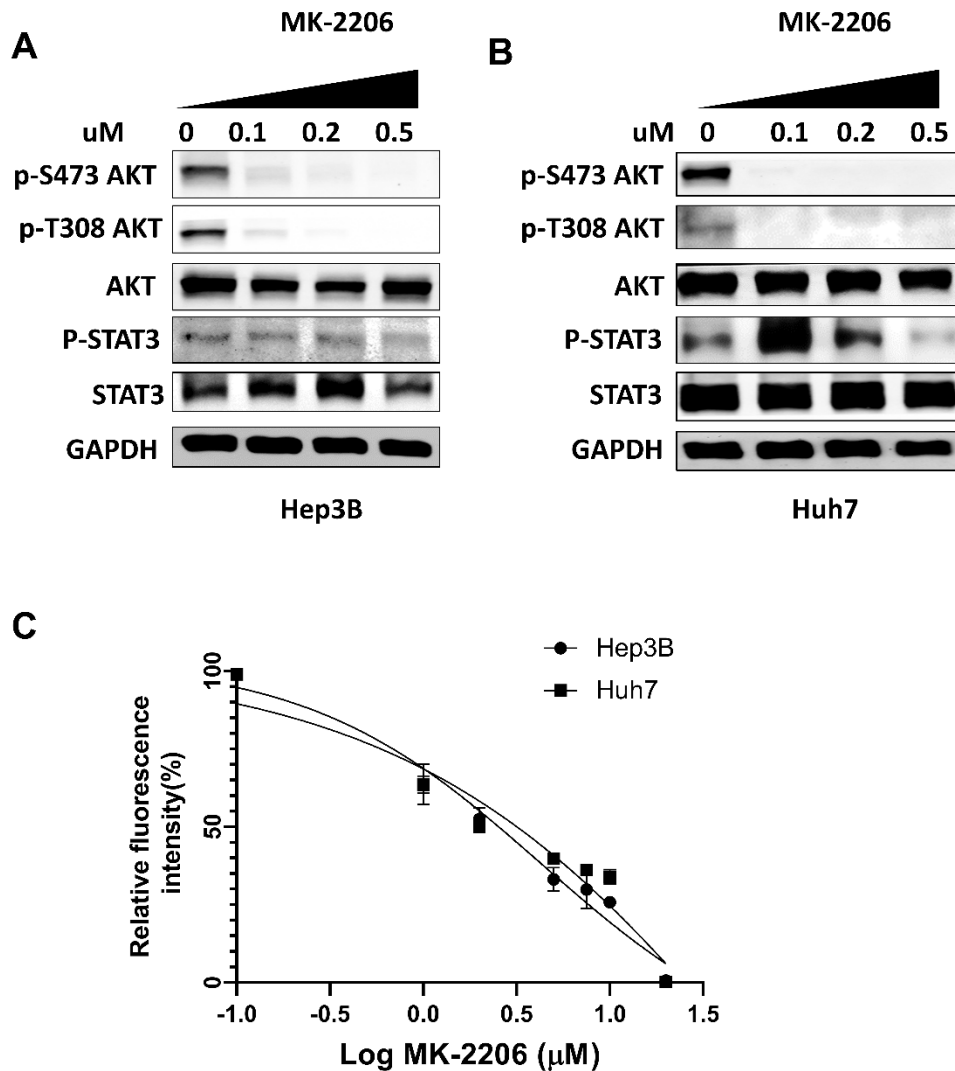 A
MK-2206
uM 0 0.1 0.2 0.5
p-S473 AKT
p-T308 AKT
AKT
P-STAT3
STAT3
GAPDH
Hep3B
B
MK-2206
uM 0 0.1 0.2 0.5
p-S473 AKT
p-T308 AKT
AKT
P-STAT3
STAT3
GAPDH
Huh7
C
Hep3B
Huh7
Relative fluorescence
intensity(%)
100
50
0
-1.0 -0.5 0.0 0.5 1.0 1.5
Log MK-2206 (μM)